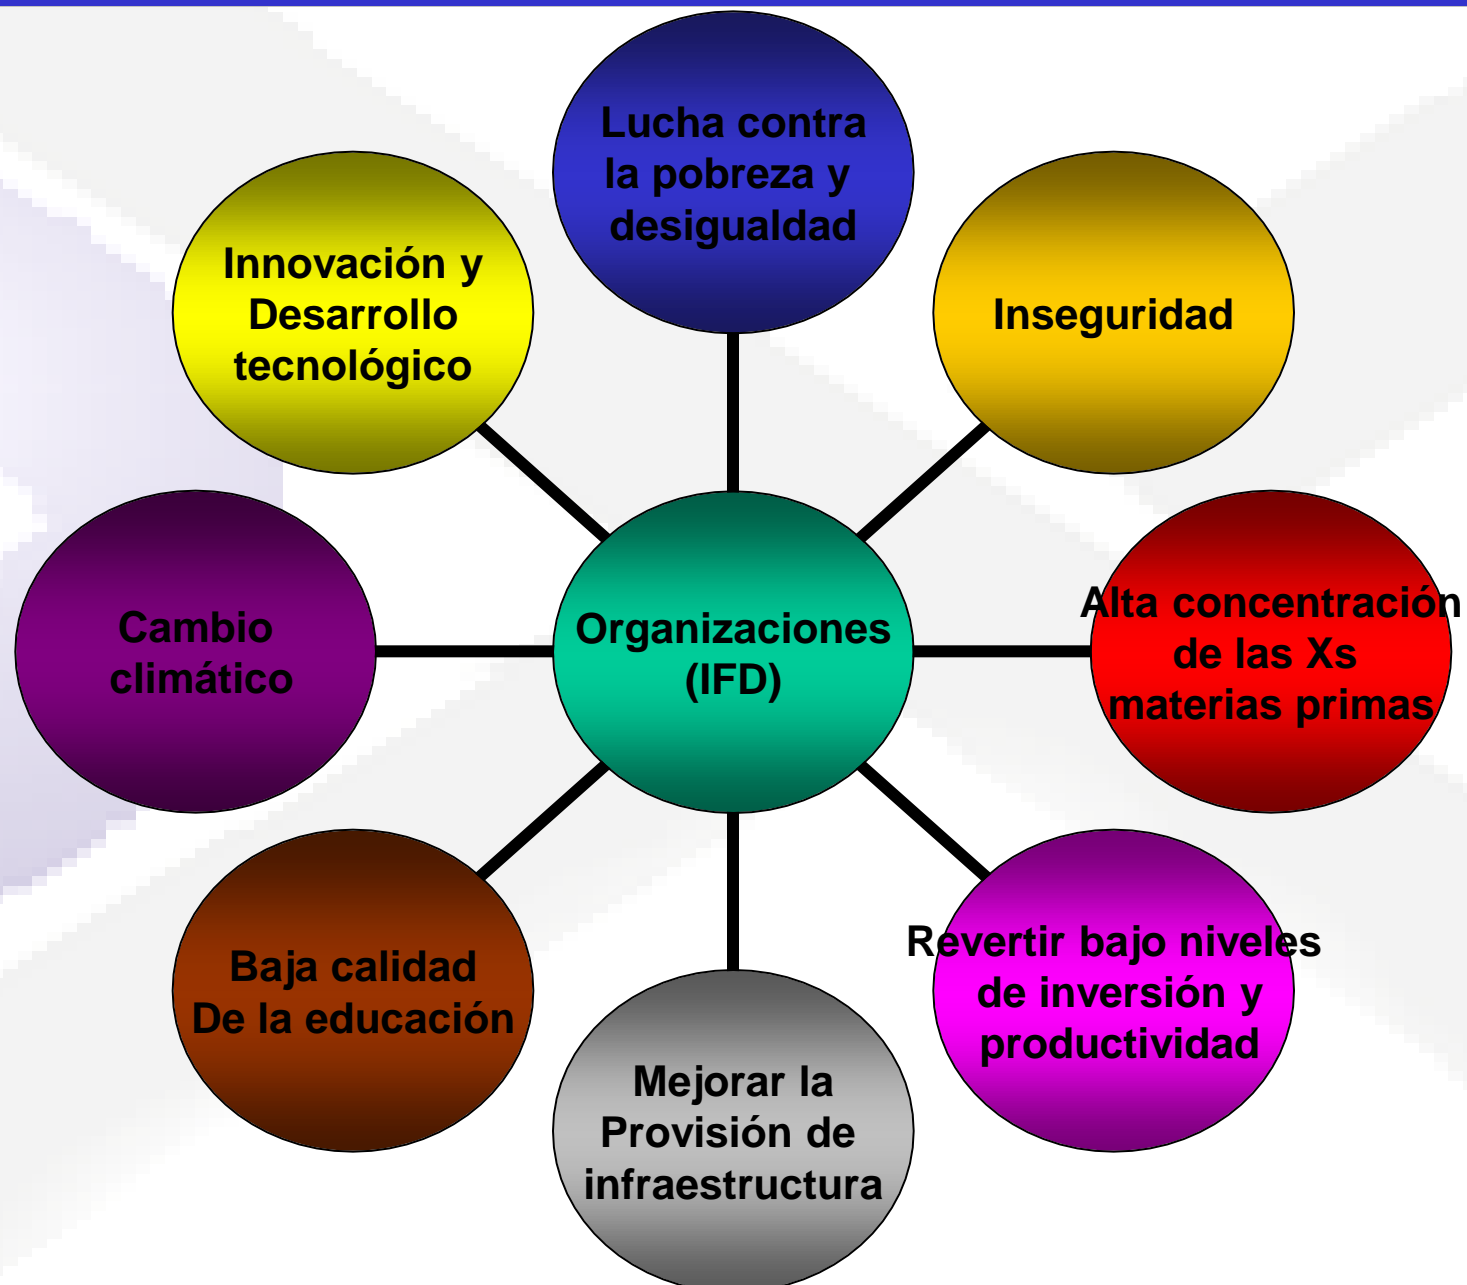 Lucha contra
la pobreza y
desigualdad
Innovación y
Desarrollo
tecnológico
Inseguridad
Cambio
climático
Organizaciones
(IFD)
Alta concentración
de las Xs
materias primas
Baja calidad
De la educación
Revertir bajo niveles
de inversión y
productividad
Mejorar la
Provisión de
infraestructura